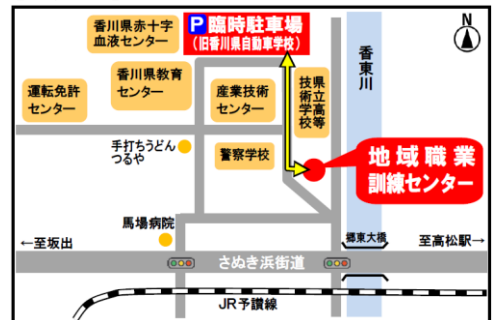 香川県赤十字
血液センター
P 臨時駐車場
(旧香川県自動車学校)
N
香東川
運転免許
センター
香川県教育
センター
産業技術
センター
県立高等
技術学校
手打ちうどん
つるや
警察学校
地域職業
訓練センター
馬場病院
←至坂出
郷東大橋
至高松駅→
さぬき浜街道
JR予讃線